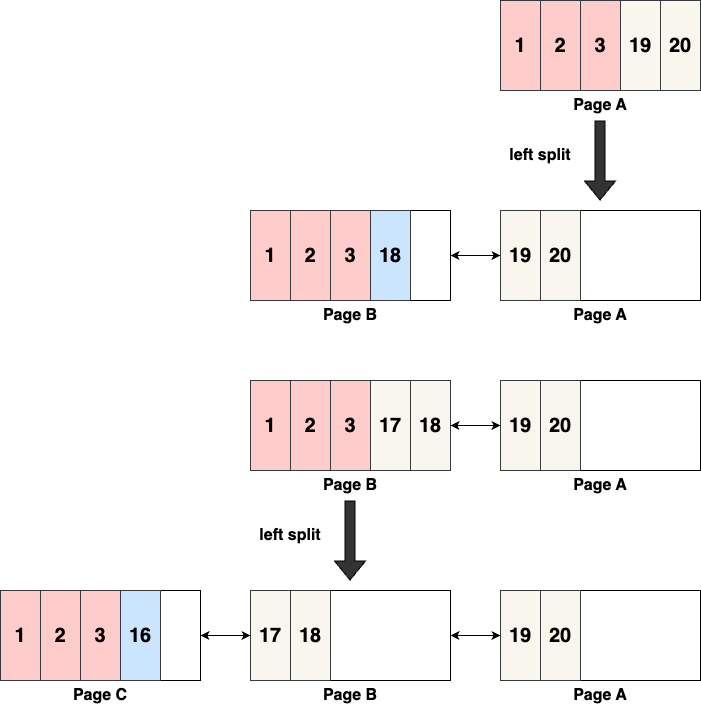 1 2 3 19 20
Page A
left split
1 2 3 18 19 20
Page B Page A
1 2 3 17 18 19 20
Page B Page A
left split
1 2 3 16 17 18 19 20
Page C Page B Page A